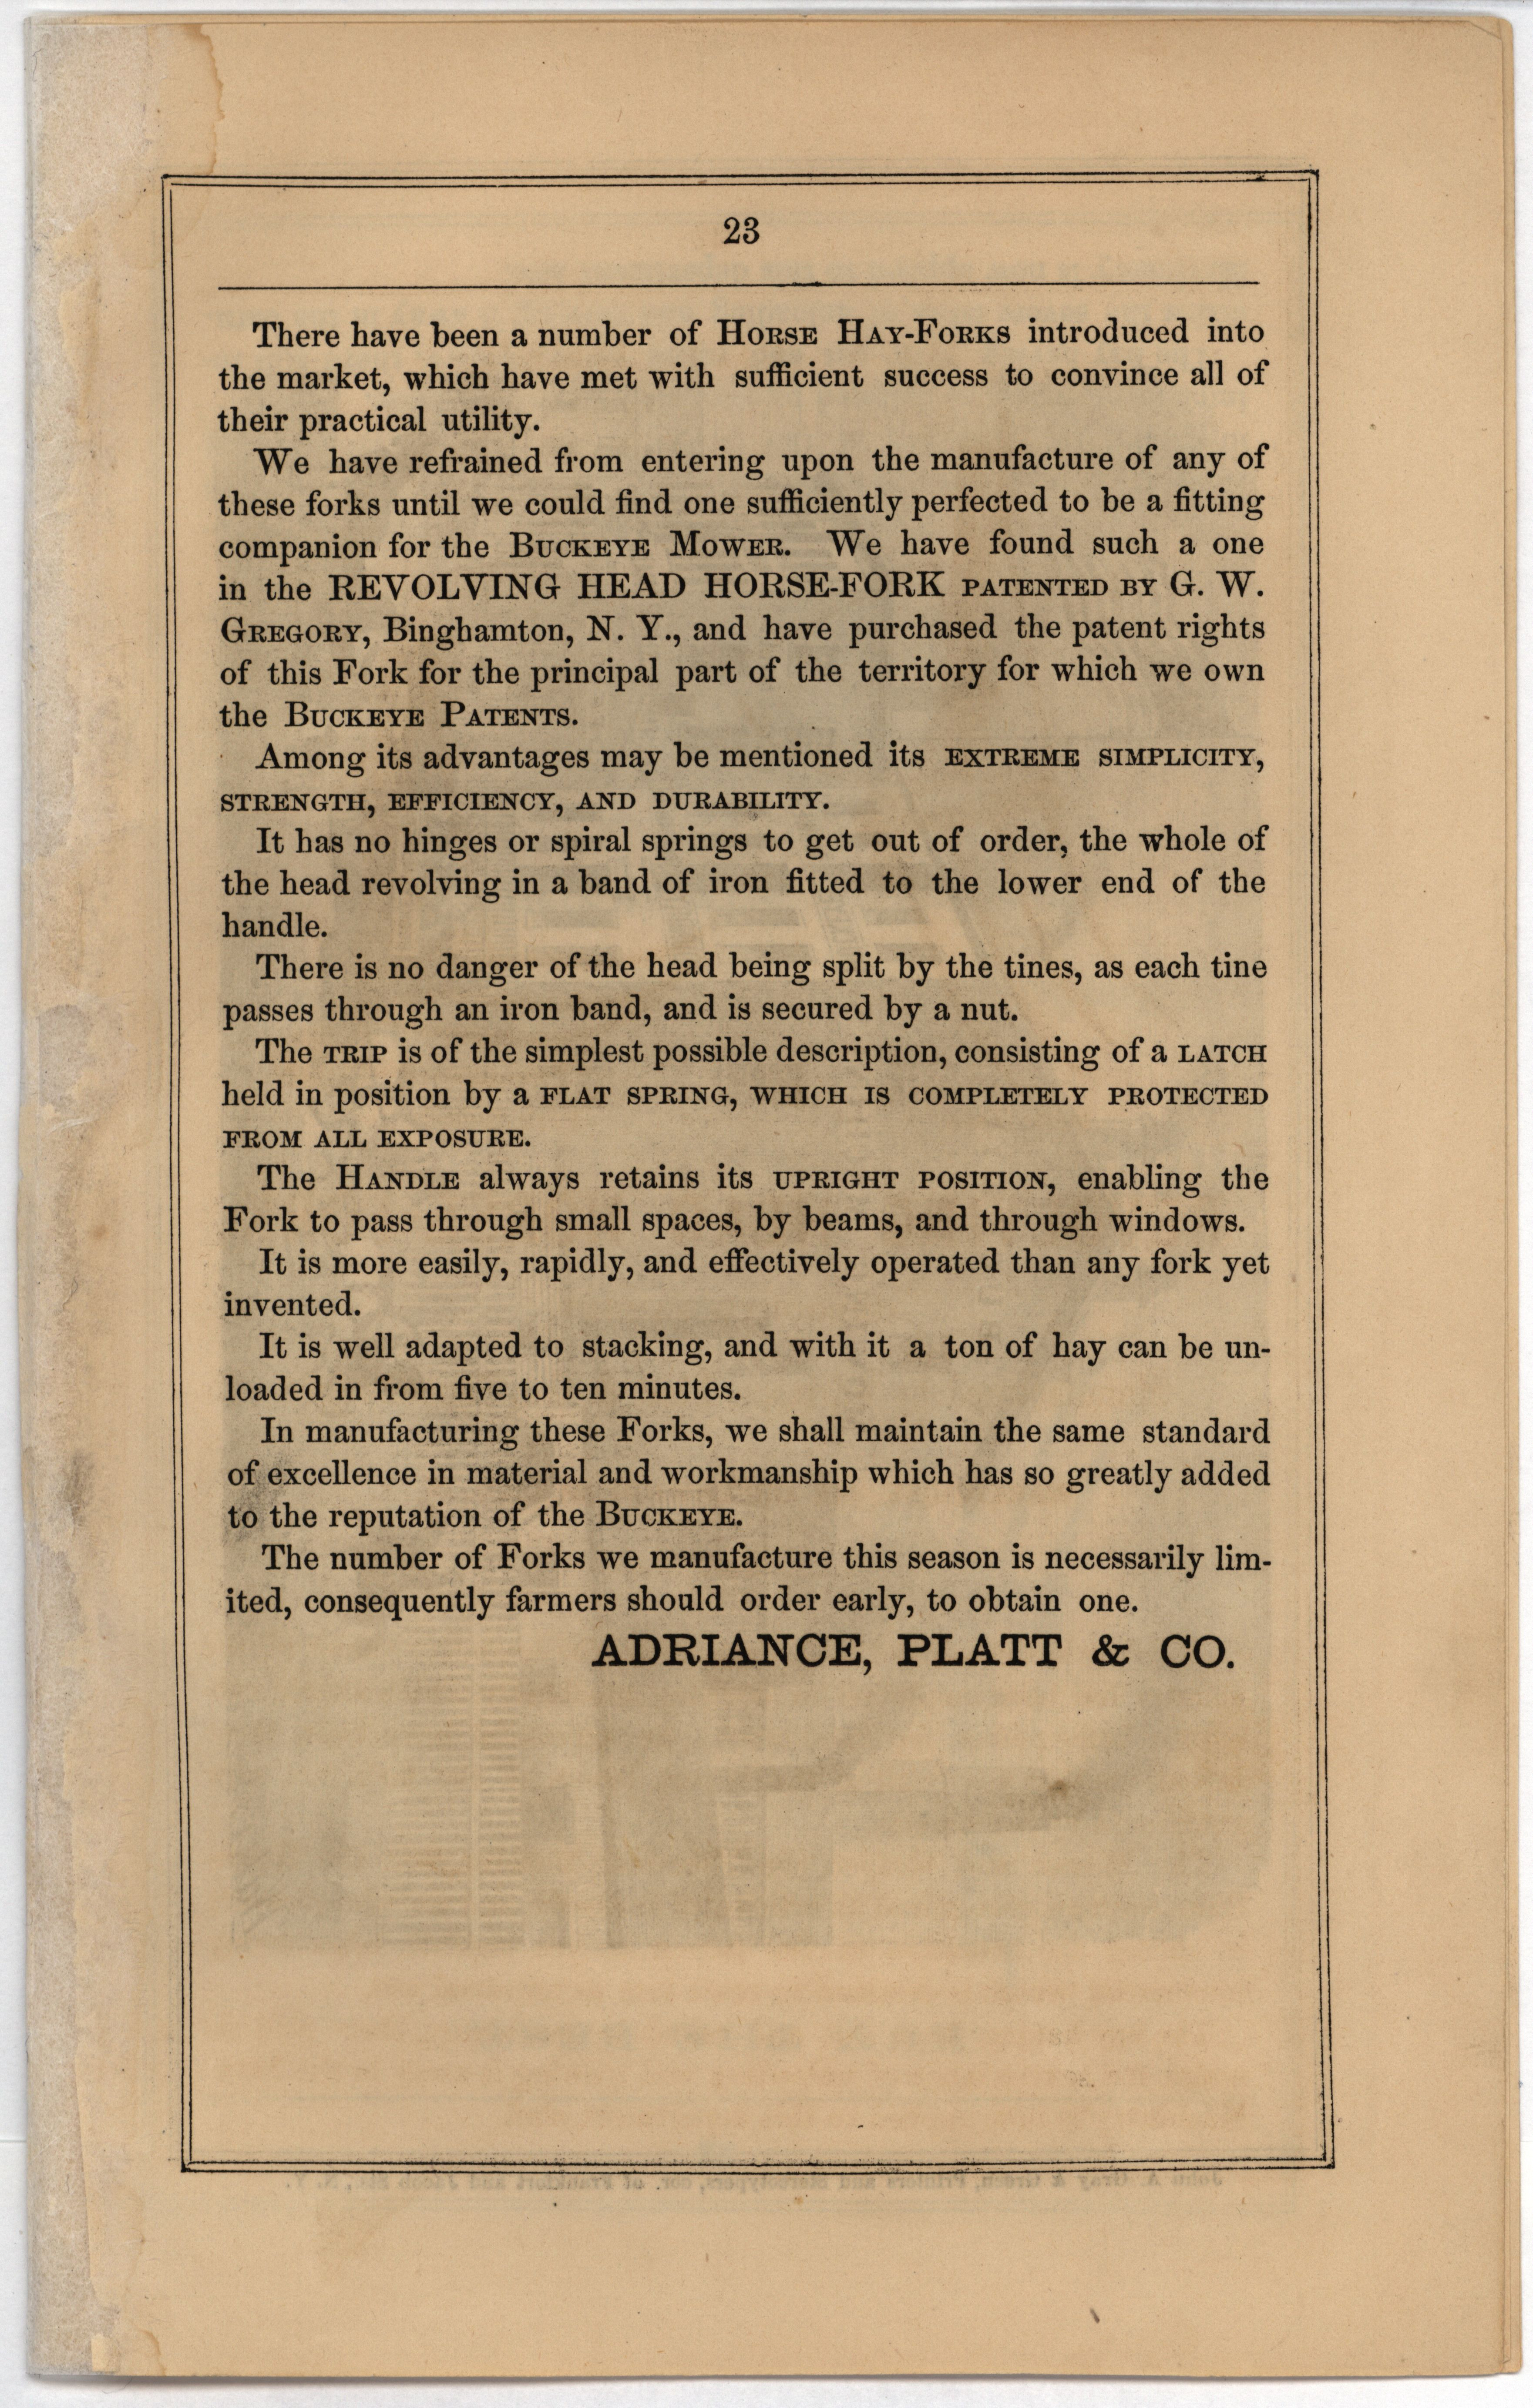 23
There have been a number of Horse Hay-Forks introduced into
the market, which have met with sufficient success to convince all of
their practical utility.
We have refrained from entering upon the manufacture of any of
these forks until we could find one sufficiently perfected to be a fitting
companion for the Buckeye Mower. We have found such a one
in the REVOLVING HEAD HORSE-FORK PATENTED BY G. W.
Gregory, Binghamton, N. Y., and have purchased the patent rights
of this Fork for the principal part of the territory for which we own
the Buckeye Patents.
Among its advantages may be mentioned its EXTREME SIMPLICITY,
STRENGTH, EFFICIENCY, AND DURABILITY.
It has no hinges or spiral springs to get out of order, the whole of
the head revolving in a band of iron fitted to the lower end of the
handle.
There is no danger of the head being split by the tines, as each tine
passes through an iron band, and is secured by a nut.
The TRIP is of the simplest possible description, consisting of a LATCH
held in position by a FLAT SPRING, WHICH IS COMPLETELY PROTECTED
FROM ALL EXPOSURE.
The Handle always retains its UPRIGHT POSITION, enabling the
Fork to pass through small spaces, by beams, and through windows.
It is more easily, rapidly, and effectively operated than any fork yet
invented.
It is well adapted to stacking, and with it a ton of hay can be un-
loaded in from five to ten minutes.
In manufacturing these Forks, we shall maintain the same standard
of excellence in material and workmanship which has so greatly added
to the reputation of the Buckeye.
The number of Forks we manufacture this season is necessarily lim-
ited, consequently farmers should order early, to obtain one.
ADRIANCE, PLATT & CO.